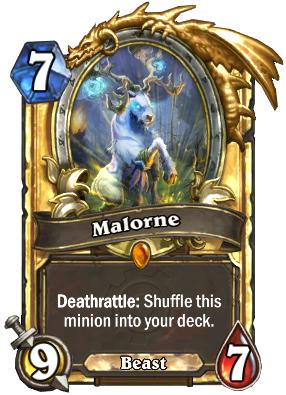 7
Malorne
Deathrattle: Shuffle this
minion into your deck.
9
Beast
7